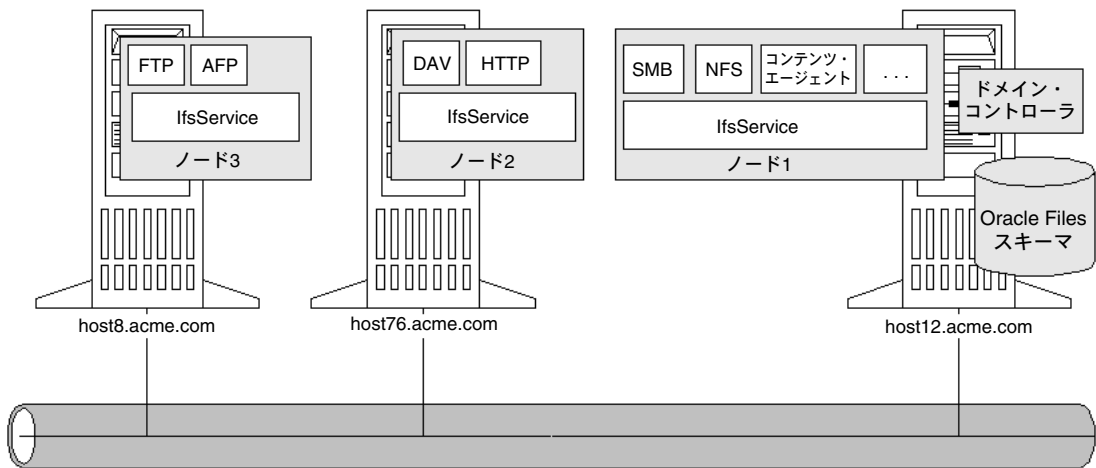 FTP
AFP
IfsService
ノード3
host8.acme.com
DAV
HTTP
IfsService
ノード2
host76.acme.com
SMB
NFS
コンテンツ・
エージェント
. . .
IfsService
ノード1
ドメイン・
コントローラ
Oracle Files
スキーマ
host12.acme.com